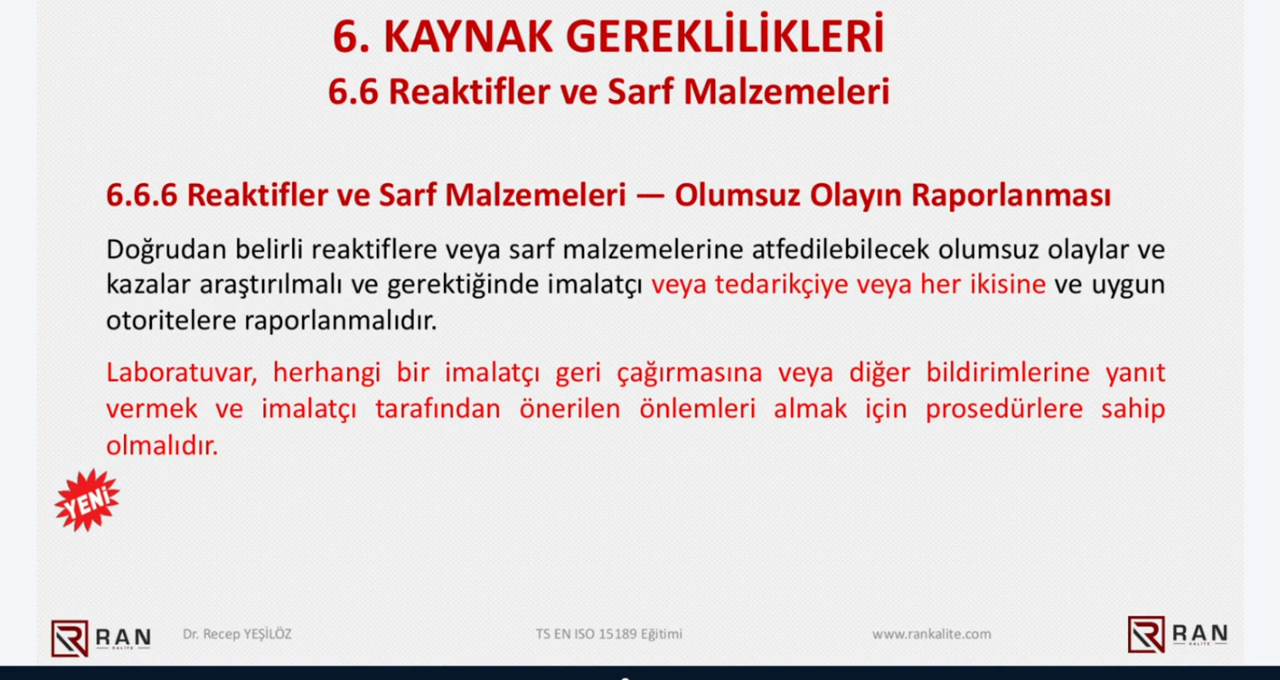 6. KAYNAK GEREKLİLİKLERİ
6.6 Reaktifler ve Sarf Malzemeleri
6.6.6 Reaktifler ve Sarf Malzemeleri — Olumsuz Olayın Raporlanması
Doğrudan belirli reaktiflere veya sarf malzemelerine atfedilebilecek olumsuz olaylar ve
kazalar araştırılmalı ve gerektiğinde imalatçı veya tedarikçiye veya her ikisine ve uygun
otoritelere raporlanmalıdır.
Laboratuvar, herhangi bir imalatçı geri çağırmasına veya diğer bildirimlerine yanıt
vermek ve imalatçı tarafından önerilen önlemleri almak için prosedürlere sahip
olmalıdır.
YENİ
RAN
KALİTE
Dr. Recep YEŞİLÖZ
TS EN ISO 15189 Eğitimi
www.rankalite.com
RAN
KALİTE